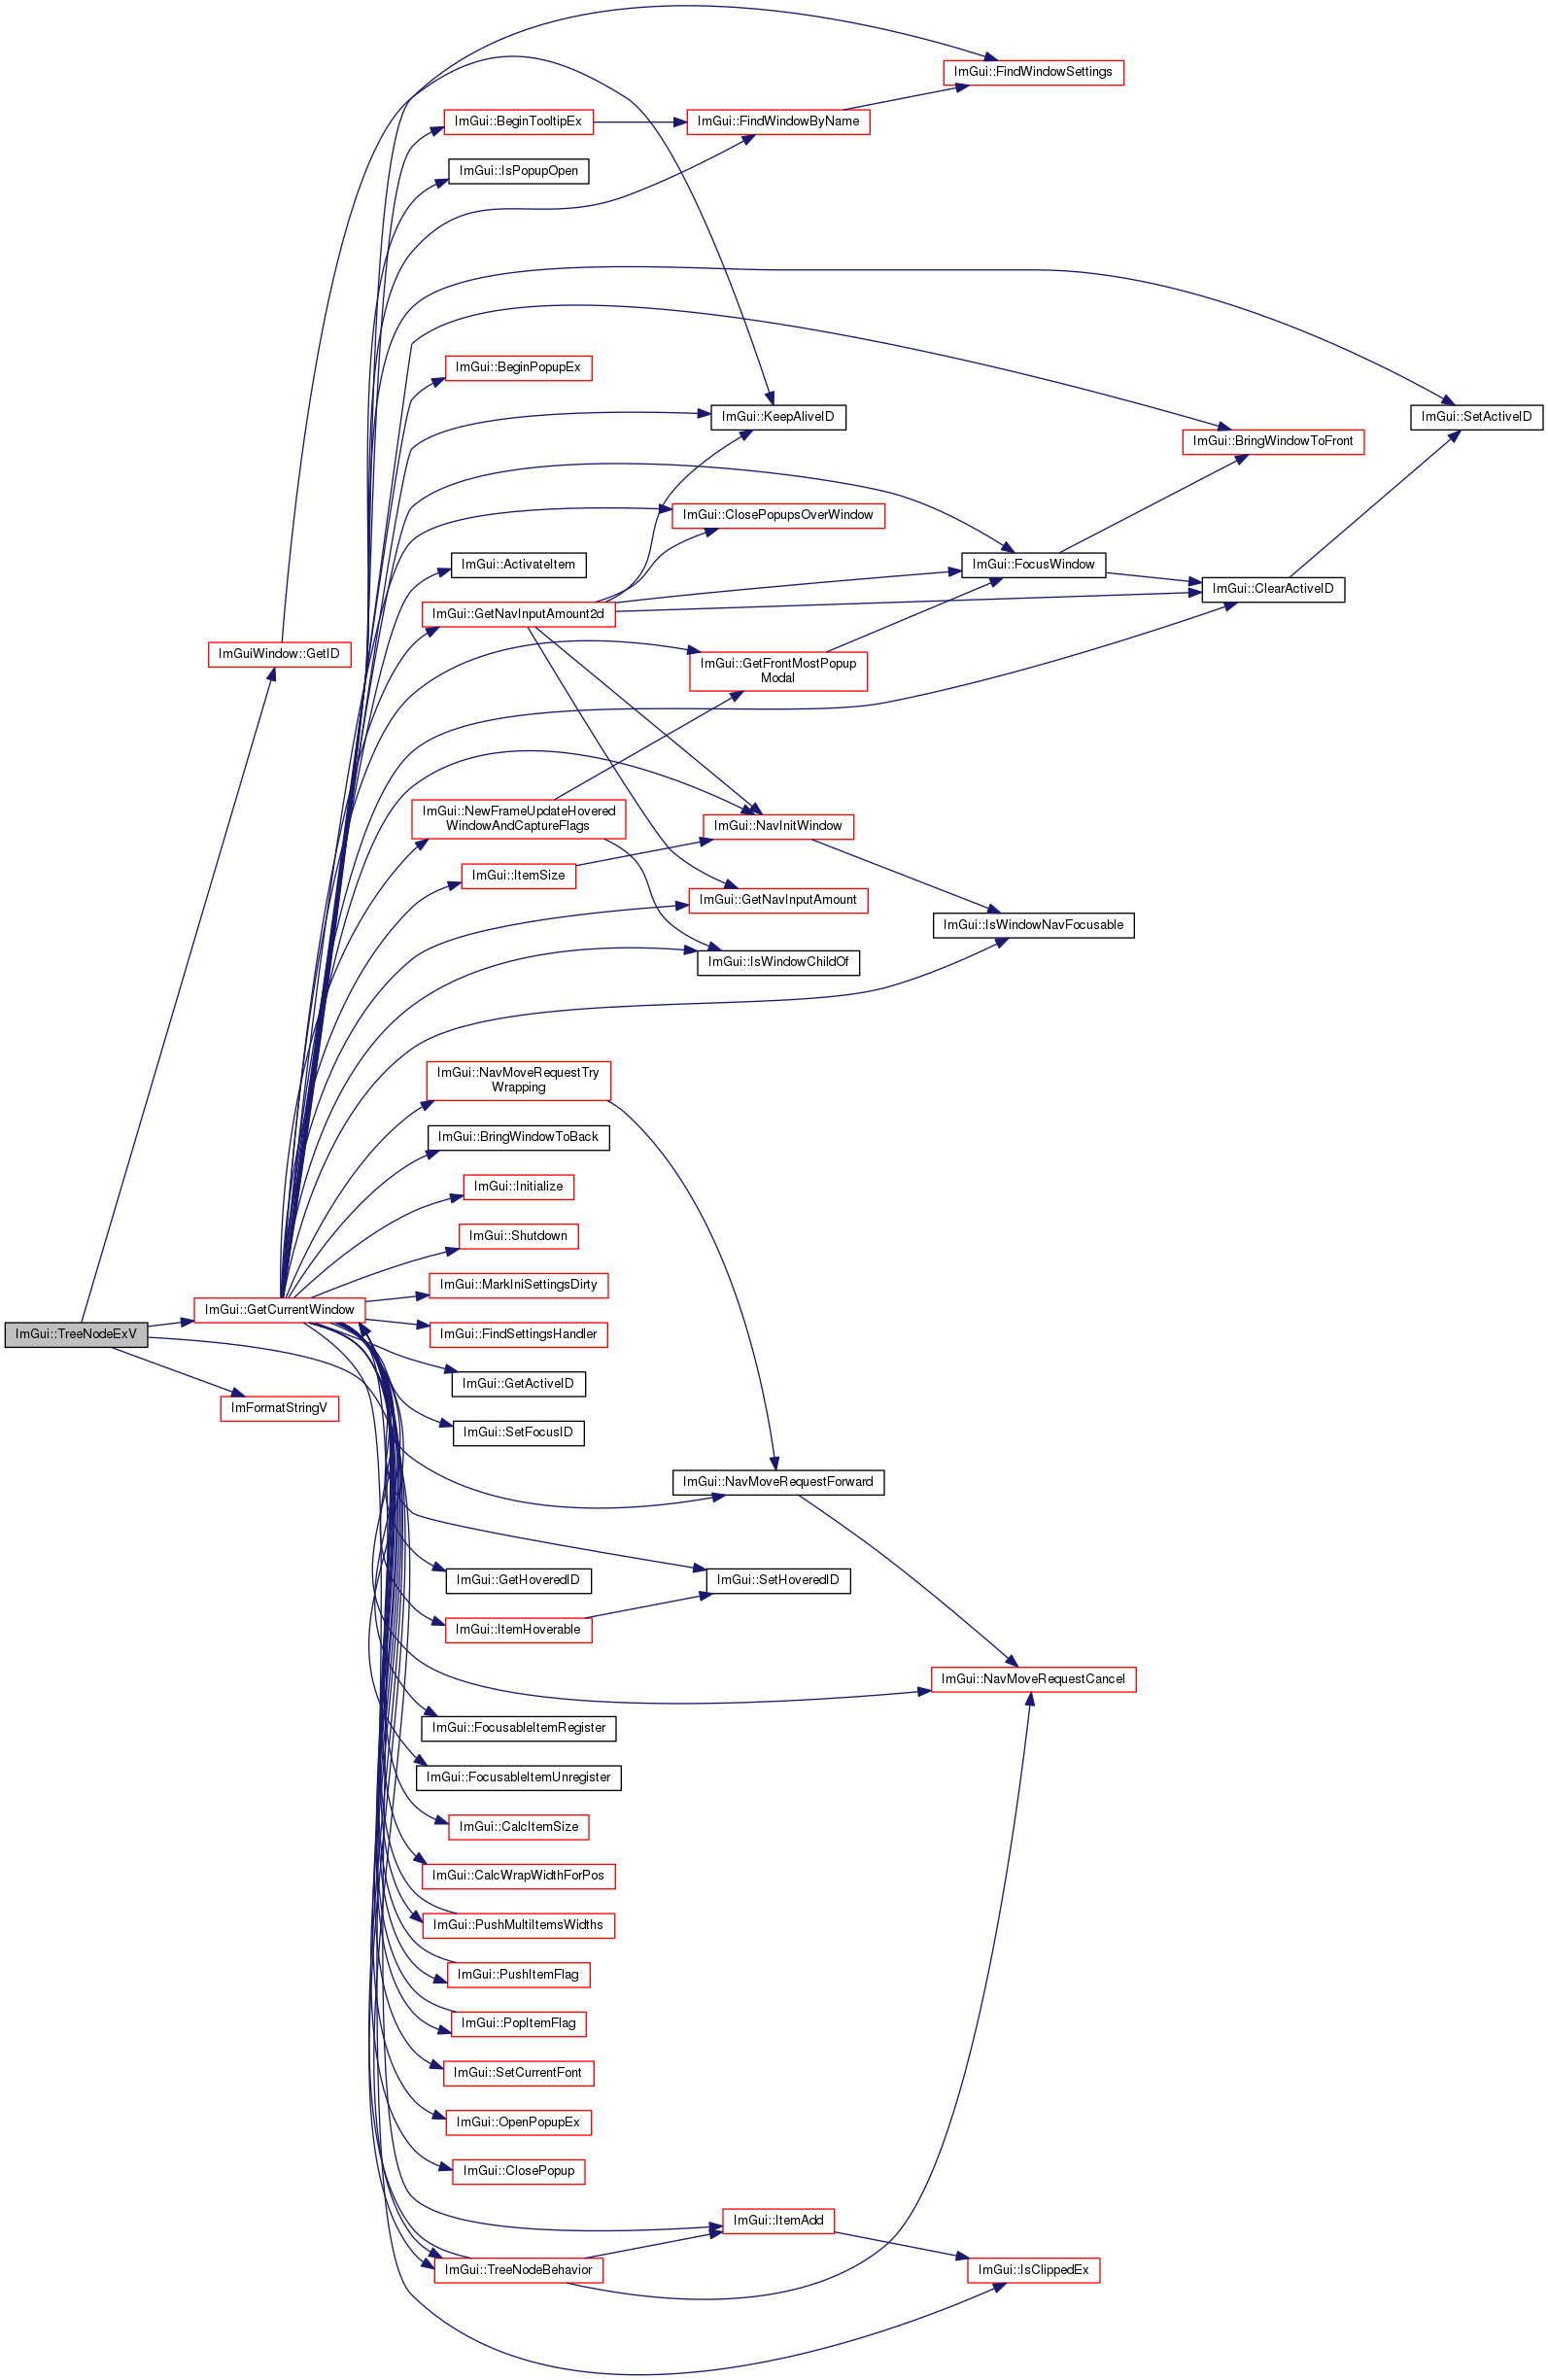 ImGui::FindWindowSettings
ImGui::BeginTooltipEx
ImGui::FindWindowByName
ImGui::IsPopupOpen
ImGui::BeginPopupEx
ImGui::KeepAliveID
ImGui::SetActiveID
ImGui::BringWindowToFront
ImGui::ClosePopupsOverWindow
ImGui::ActivateItem
ImGui::FocusWindow
ImGui::ClearActiveID
ImGui::GetNavInputAmount2d
ImGuiWindow::GetID
ImGui::GetFrontMostPopup
Modal
ImGui::NewFrameUpdateHovered
WindowAndCaptureFlags
ImGui::NavInitWindow
ImGui::ItemSize
ImGui::GetNavInputAmount
ImGui::IsWindowNavFocusable
ImGui::IsWindowChildOf
ImGui::NavMoveRequestTry
Wrapping
ImGui::BringWindowToBack
ImGui::Initialize
ImGui::Shutdown
ImGui::MarkIniSettingsDirty
ImGui::GetCurrentWindow
ImGui::TreeNodeExV
ImGui::FindSettingsHandler
ImGui::GetActiveID
ImFormatStringV
ImGui::SetFocusID
ImGui::NavMoveRequestForward
ImGui::GetHoveredID
ImGui::SetHoveredID
ImGui::ItemHoverable
ImGui::NavMoveRequestCancel
ImGui::FocusableItemRegister
ImGui::FocusableItemUnregister
ImGui::CalcItemSize
ImGui::CalcWrapWidthForPos
ImGui::PushMultiItemsWidths
ImGui::PushItemFlag
ImGui::PopItemFlag
ImGui::SetCurrentFont
ImGui::OpenPopupEx
ImGui::ClosePopup
ImGui::ItemAdd
ImGui::TreeNodeBehavior
ImGui::IsClippedEx